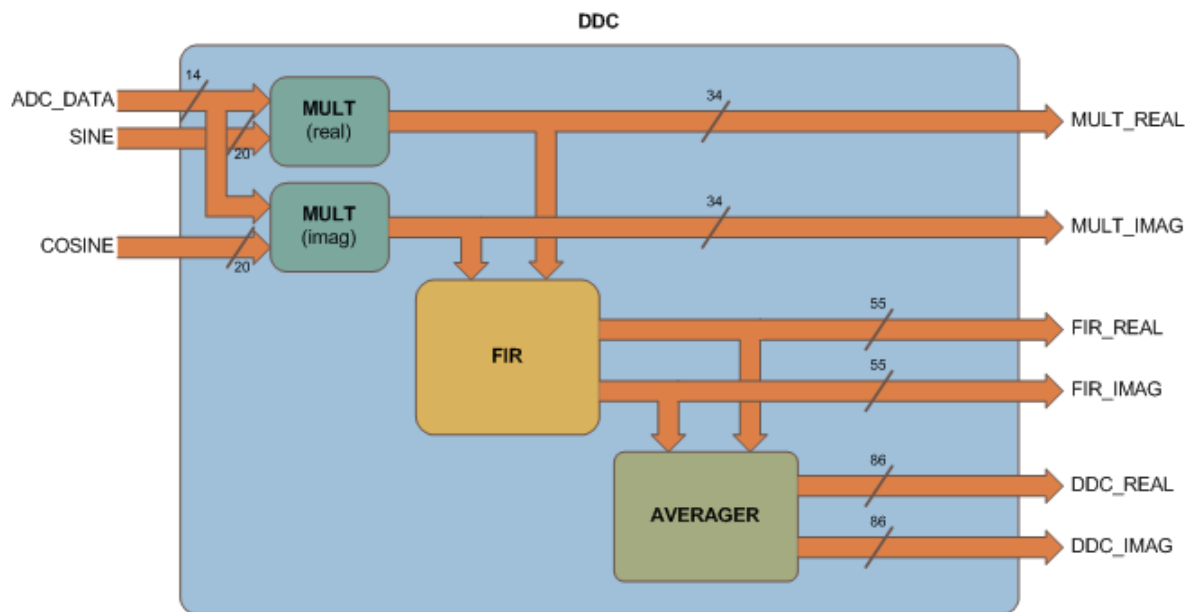 DDC
14
ADC_DATA
SINE
20
MULT
(real)
34
MULT_REAL
COSINE
20
MULT
(imag)
34
MULT_IMAG
FIR
55
FIR_REAL
55
FIR_IMAG
AVERAGER
86
DDC_REAL
86
DDC_IMAG